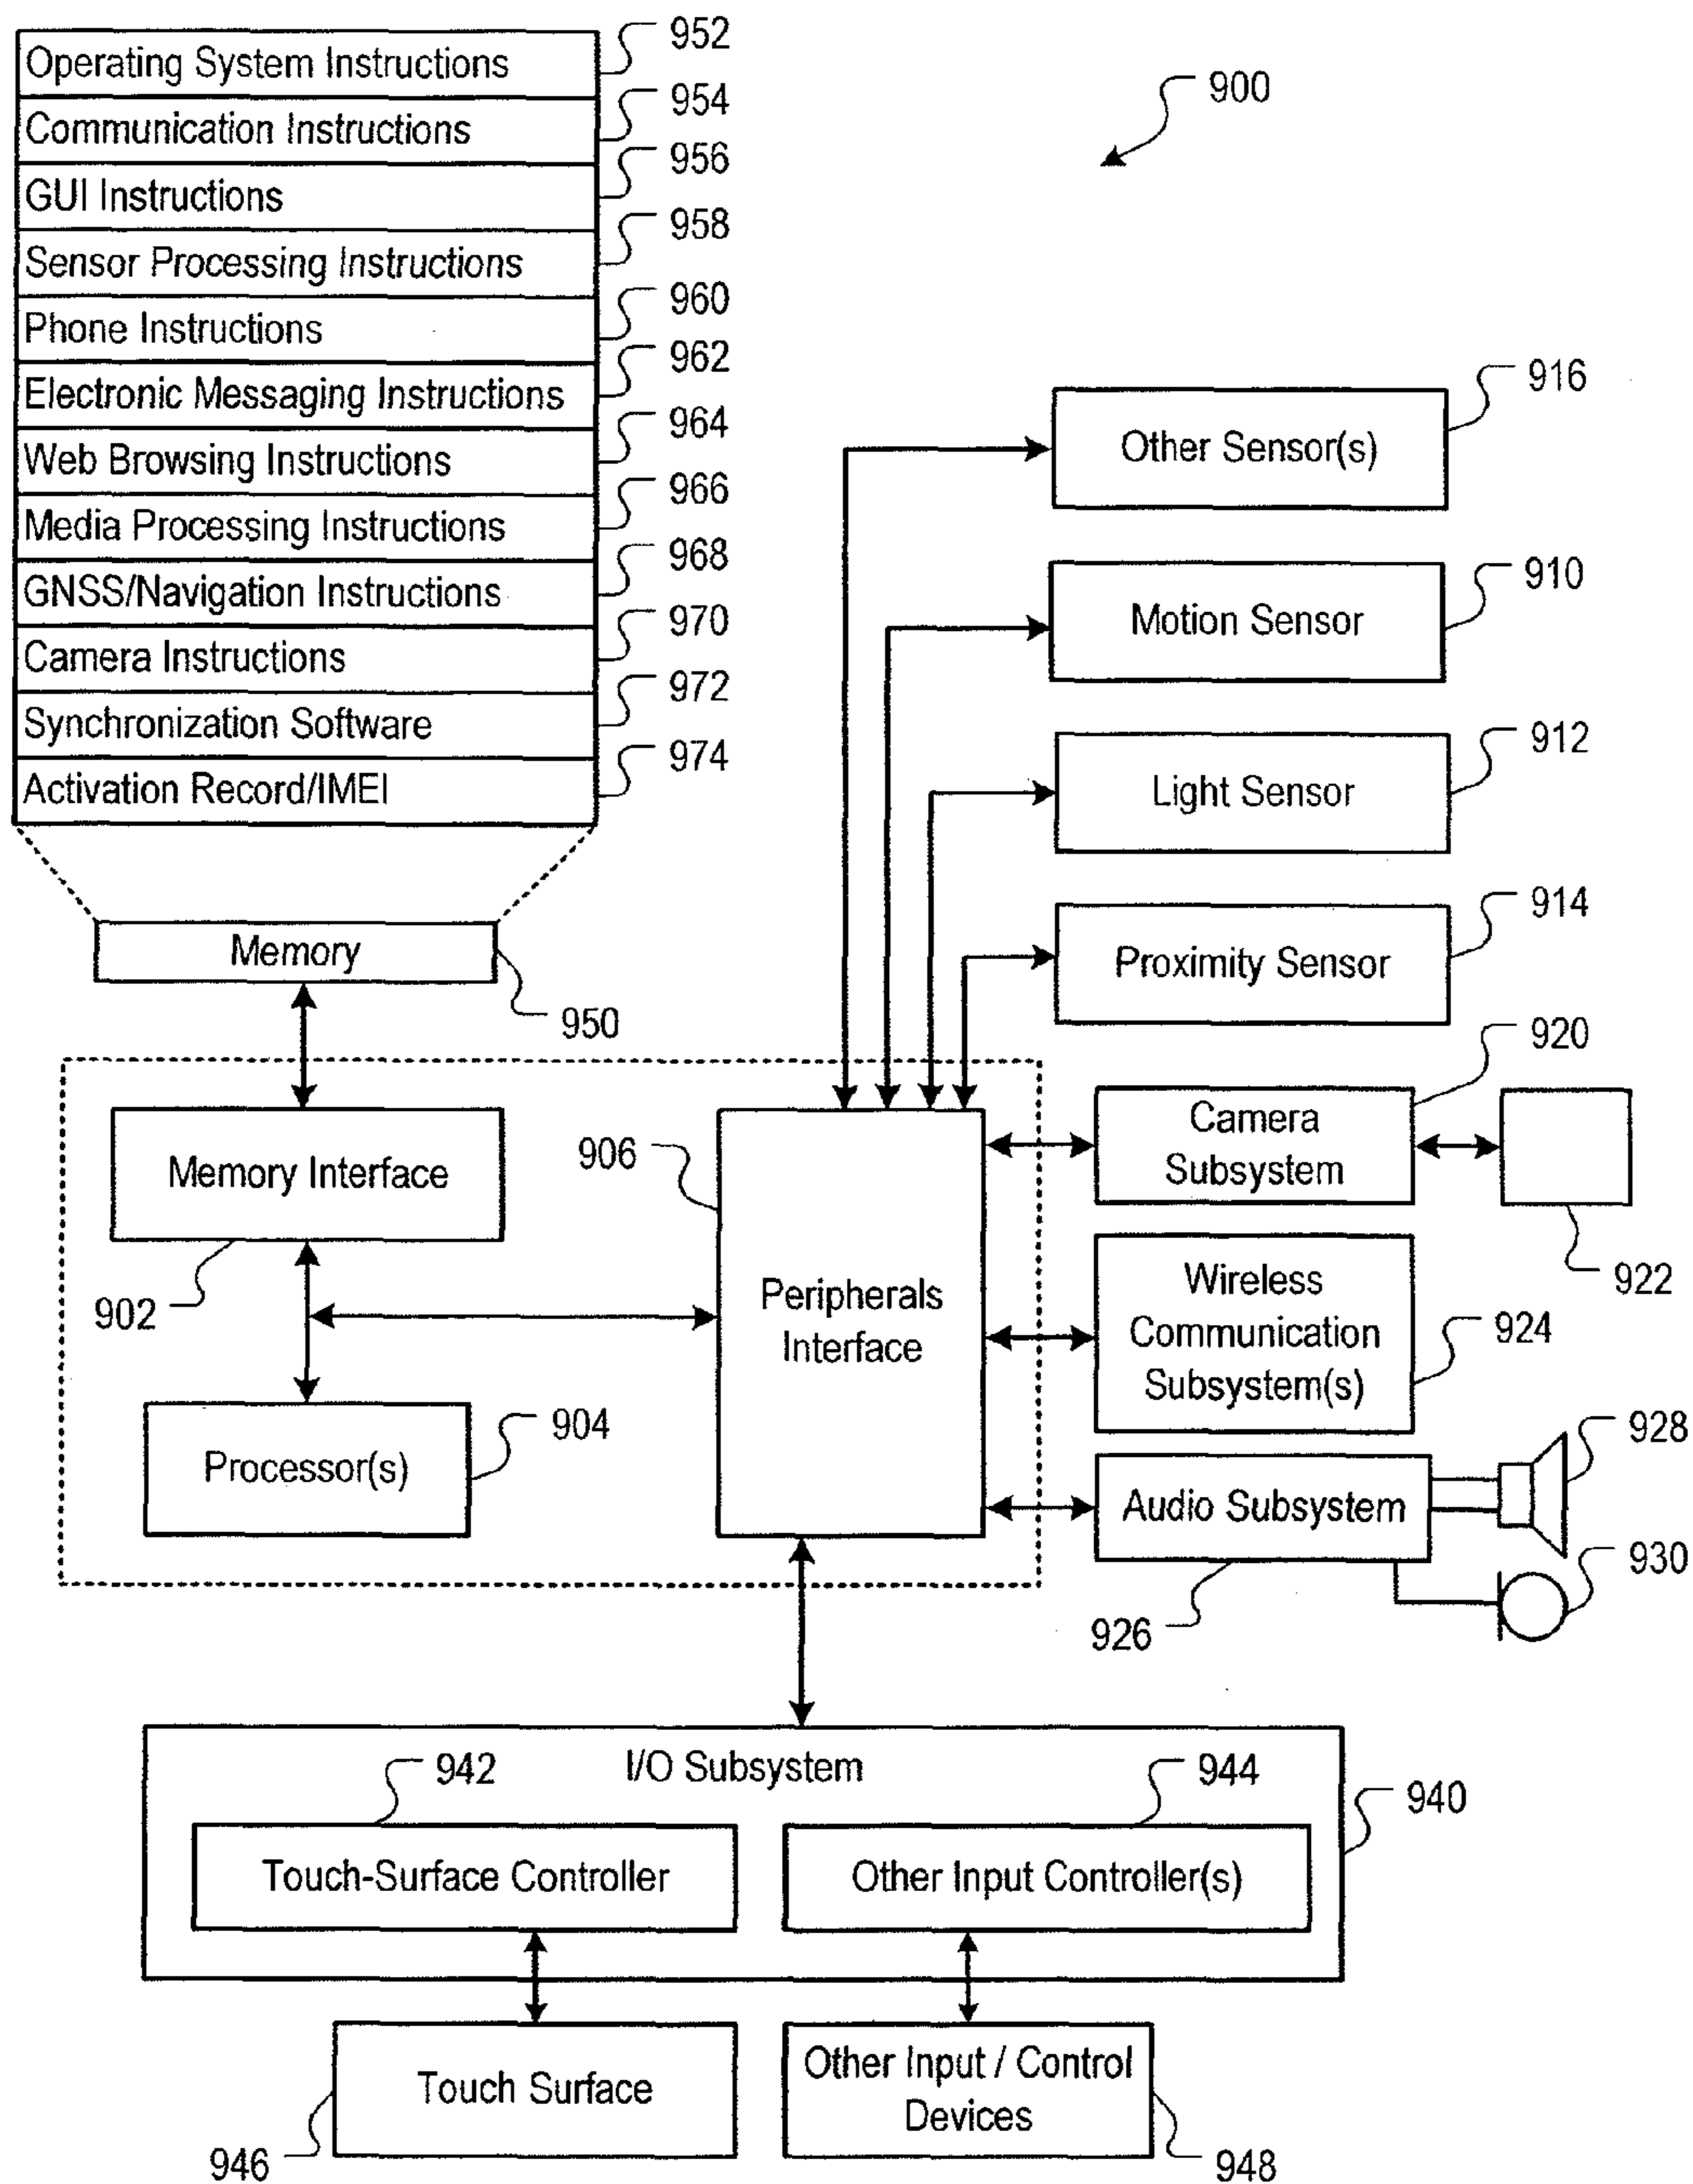 Operating System Instructions
952
Communication Instructions
954
GUI Instructions
956
Sensor Processing Instructions
958
Phone Instructions
960
Electronic Messaging Instructions
962
Web Browsing Instructions
964
Media Processing Instructions
966
GNSS/Navigation Instructions
968
Camera Instructions
970
Synchronization Software
972
Activation Record/IMEI
974
900
Other Sensor(s)
916
Motion Sensor
910
Light Sensor
912
Proximity Sensor
914
Memory
950
Memory Interface
902
Processor(s)
904
906
Peripherals
Interface
Camera
Subsystem
920
922
Wireless
Communication
Subsystem(s)
924
Audio Subsystem
926
928
930
I/O Subsystem
940
942
Touch-Surface Controller
944
Other Input Controller(s)
Touch Surface
946
Other Input / Control
Devices
948